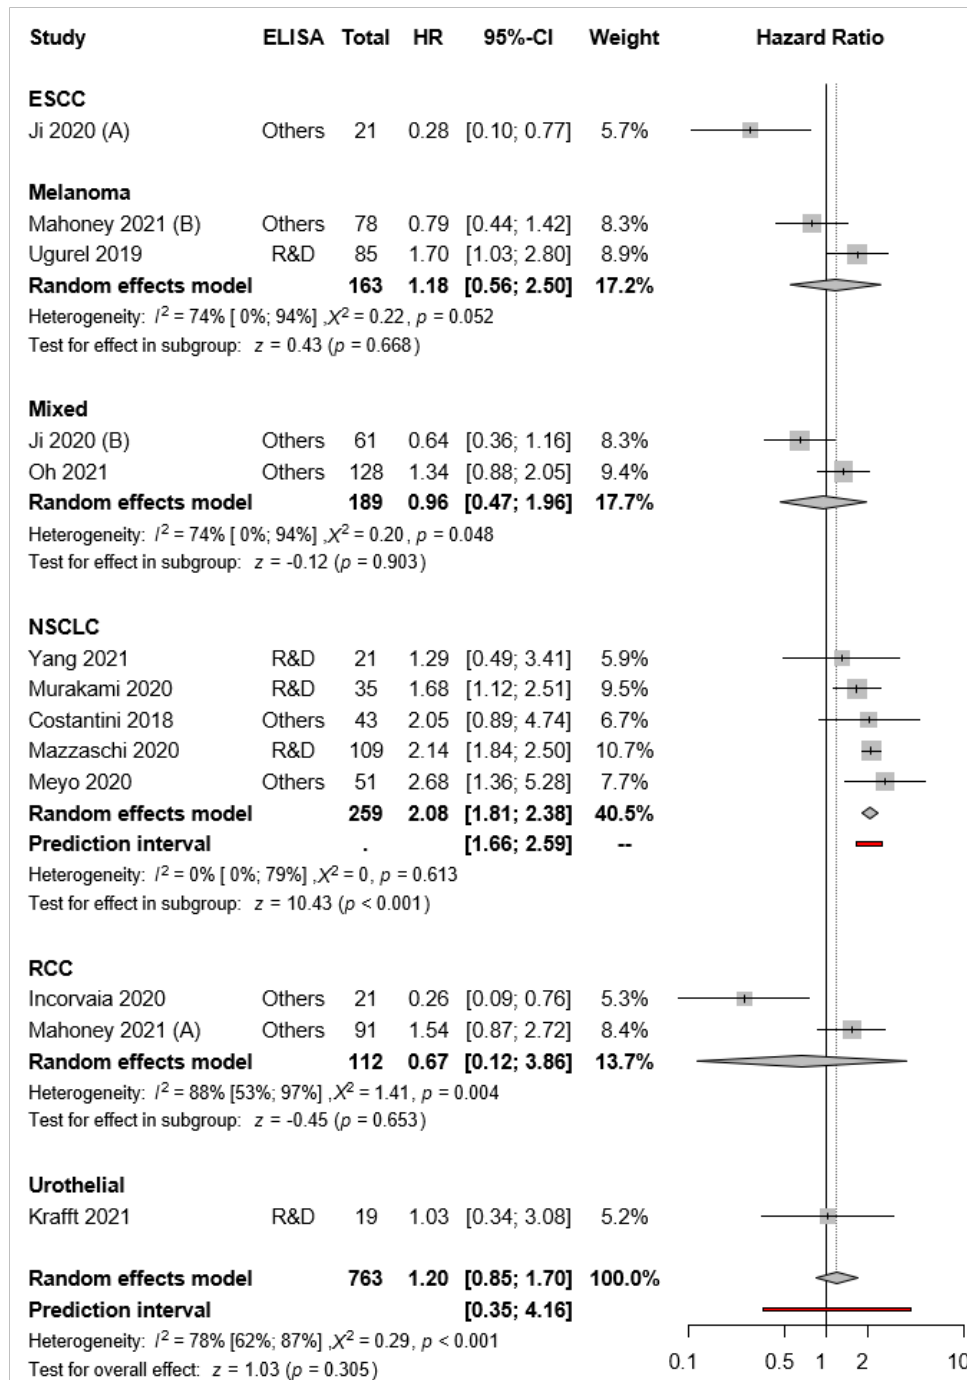 Study ELISA Total HR 95%-CI Weight Hazard Ratio
ESCC
Ji 2020 (A) Others 21 0.28 [0.10; 0.77] 5.7%
Melanoma
Mahoney 2021 (B) Others 78 0.79 [0.44; 1.42] 8.3%
Ugurel 2019 R&D 85 1.70 [1.03; 2.80] 8.9%
Random effects model 163 1.18 [0.56; 2.50] 17.2%
Heterogeneity: I² = 74% [ 0%; 94%] ,X² = 0.22, p = 0.052
Test for effect in subgroup: z = 0.43 (p = 0.668)
Mixed
Ji 2020 (B) Others 61 0.64 [0.36; 1.16] 8.3%
Oh 2021 Others 128 1.34 [0.88; 2.05] 9.4%
Random effects model 189 0.96 [0.47; 1.96] 17.7%
Heterogeneity: I² = 74% [ 0%; 94%] ,X² = 0.20, p = 0.048
Test for effect in subgroup: z = -0.12 (p = 0.903)
NSCLC
Yang 2021 R&D 21 1.29 [0.49; 3.41] 5.9%
Murakami 2020 R&D 35 1.68 [1.12; 2.51] 9.5%
Costantini 2018 Others 43 2.05 [0.89; 4.74] 6.7%
Mazzaschi 2020 R&D 109 2.14 [1.84; 2.50] 10.7%
Meyo 2020 Others 51 2.68 [1.36; 5.28] 7.7%
Random effects model 259 2.08 [1.81; 2.38] 40.5%
Prediction interval . [1.66; 2.59] --
Heterogeneity: I² = 0% [ 0%; 79%] ,X² = 0, p = 0.613
Test for effect in subgroup: z = 10.43 (p < 0.001)
RCC
Incorvaia 2020 Others 21 0.26 [0.09; 0.76] 5.3%
Mahoney 2021 (A) Others 91 1.54 [0.87; 2.72] 8.4%
Random effects model 112 0.67 [0.12; 3.86] 13.7%
Heterogeneity: I² = 88% [53%; 97%] ,X² = 1.41, p = 0.004
Test for effect in subgroup: z = -0.45 (p = 0.653)
Urothelial
Krafft 2021 R&D 19 1.03 [0.34; 3.08] 5.2%
Random effects model 763 1.20 [0.85; 1.70] 100.0%
Prediction interval [0.35; 4.16]
Heterogeneity: I² = 78% [62%; 87%] ,X² = 0.29, p < 0.001
Test for overall effect: z = 1.03 (p = 0.305)
0.1 0.5 1 2 10